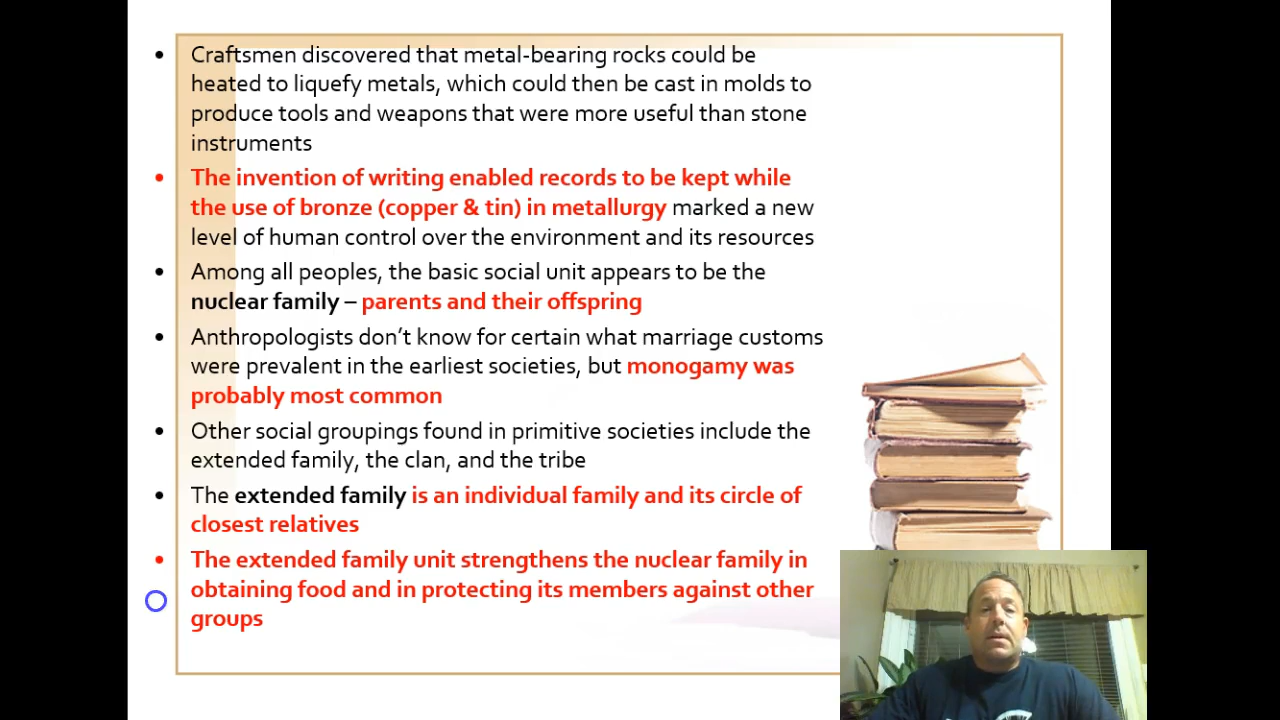 • Craftsmen discovered that metal-bearing rocks could be
heated to liquefy metals, which could then be cast in molds to
produce tools and weapons that were more useful than stone
instruments
• The invention of writing enabled records to be kept while
the use of bronze (copper & tin) in metallurgy marked a new
level of human control over the environment and its resources
• Among all peoples, the basic social unit appears to be the
nuclear family – parents and their offspring
• Anthropologists don't know for certain what marriage customs
were prevalent in the earliest societies, but monogamy was
probably most common
• Other social groupings found in primitive societies include the
extended family, the clan, and the tribe
• The extended family is an individual family and its circle of
closest relatives
• The extended family unit strengthens the nuclear family in
obtaining food and in protecting its members against other
groups